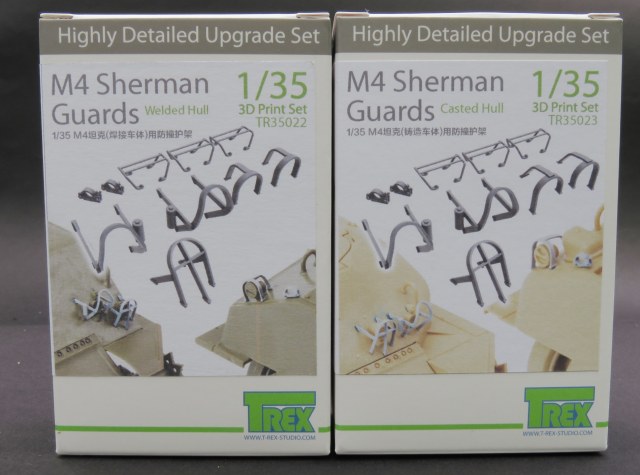 Highly Detailed Upgrade Set
M4 Sherman 1/35
Guards Welded Hull 3D Print Set
TR35022
1/35 M4坦克(焊接车体)用防撞护架
TREX
WWW.T-REX-STUDIO.COM
Highly Detailed Upgrade Set
M4 Sherman 1/35
Guards Casted Hull 3D Print Set
TR35023
1/35 M4坦克(铸造车体)用防撞护架
TREX
WWW.T-REX-STUDIO.COM